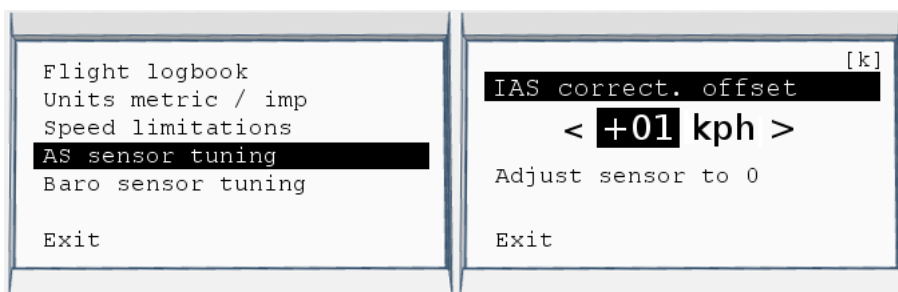 Flight logbook
Units metric / imp
Speed limitations
AS sensor tuning
Baro sensor tuning
Exit
[k]
IAS correct. offset
< +01 kph >
Adjust sensor to 0
Exit